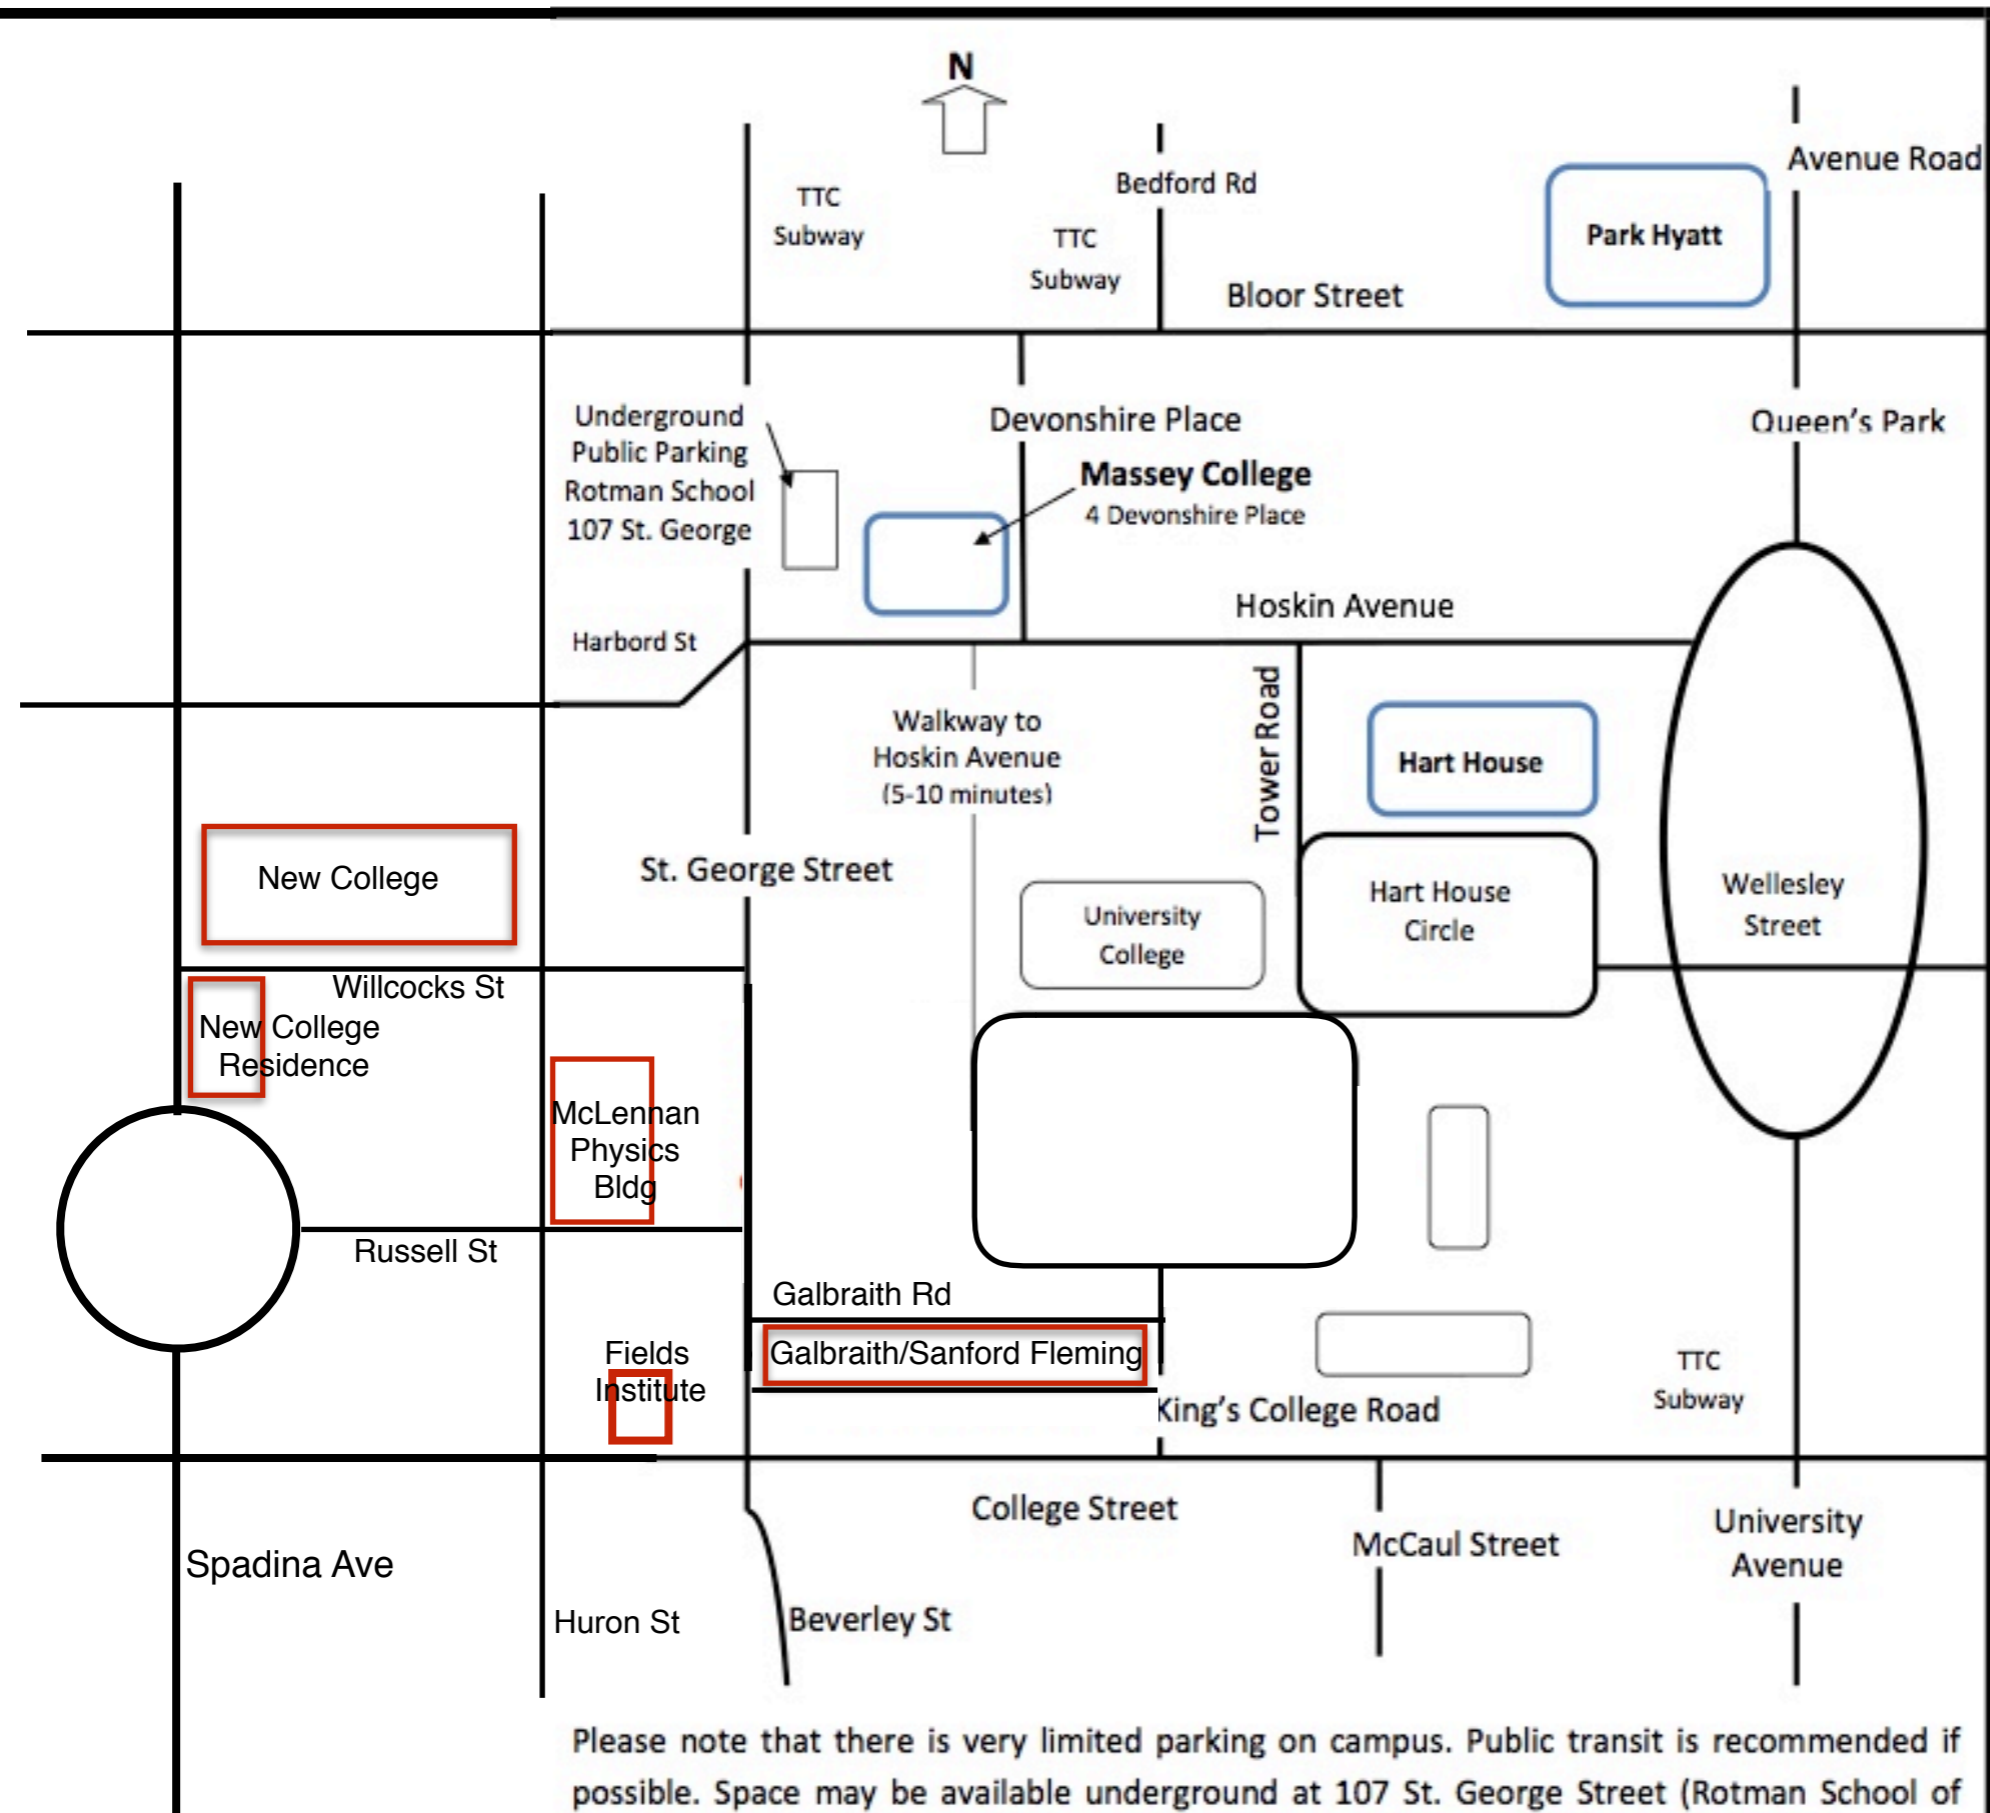 N
Avenue Road
Bedford Rd
TTC
Subway
TTC
Subway
Park Hyatt
Bloor Street
Underground
Public Parking
Rotman School
107 St. George
Devonshire Place
Queen's Park
Massey College
4 Devonshire Place
Hoskin Avenue
Harbord St
Tower Road
Walkway to
Hoskin Avenue
(5-10 minutes)
Hart House
New College
St. George Street
University
College
Hart House
Circle
Wellesley
Street
Willcocks St
New College
Residence
McLennan
Physics
Bldg
Russell St
Galbraith Rd
Fields
Institute
Galbraith/Sanford Fleming
TTC
Subway
King's College Road
College Street
McCaul Street
University
Avenue
Spadina Ave
Huron St
Beverley St
Please note that there is very limited parking on campus. Public transit is recommended if
possible. Space may be available underground at 107 St. George Street (Rotman School of